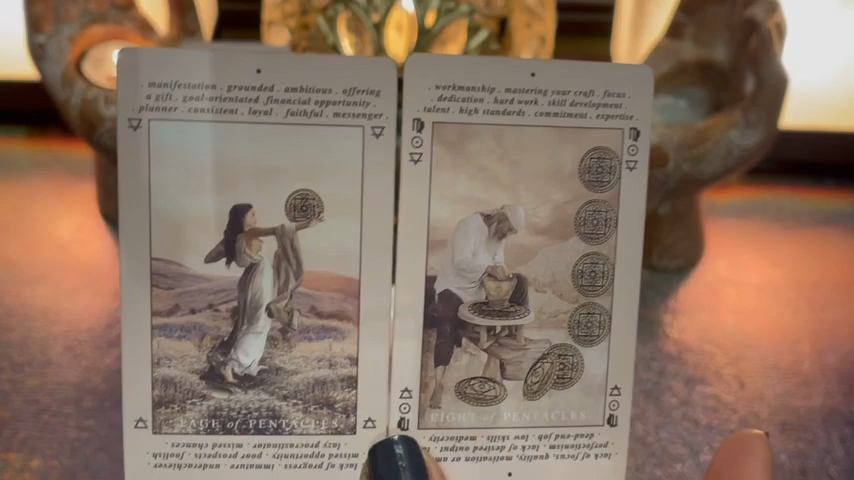 . manifestation . grounded . ambitious . offering
a gift . goal-orientated . financial opportunity .
. planner . consistent . loyal . faithful . messenger .
PAGE of PENTACLES
lack of progress . immature . underachiever
missed opportunity . poor prospects . foolish
. lazy . procrastinator . missed chances .
. workmanship . mastering your craft . focus .
. dedication . hard work . skill development .
talent . high standards . commitment . expertise .
EIGHT of PENTACLES
lack of focus, quality, motivation or am
perfectionism . lack of desired output .
. dead-end job . low skills . mediocrity .